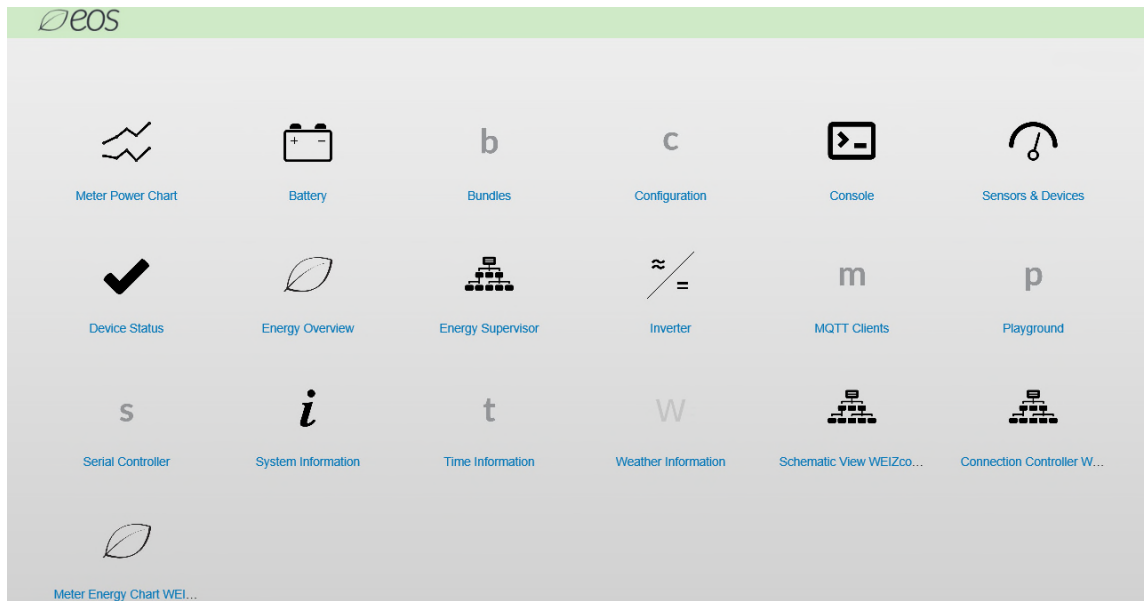 eos
b
c
Meter Power Chart
Battery
Bundles
Configuration
Console
Sensors & Devices
m
p
Device Status
Energy Overview
Energy Supervisor
Inverter
MQTT Clients
Playground
s
i
t
W
Serial Controller
System Information
Time Information
Weather Information
Schematic View WEIZco...
Connection Controller W...
Meter Energy Chart WEI...